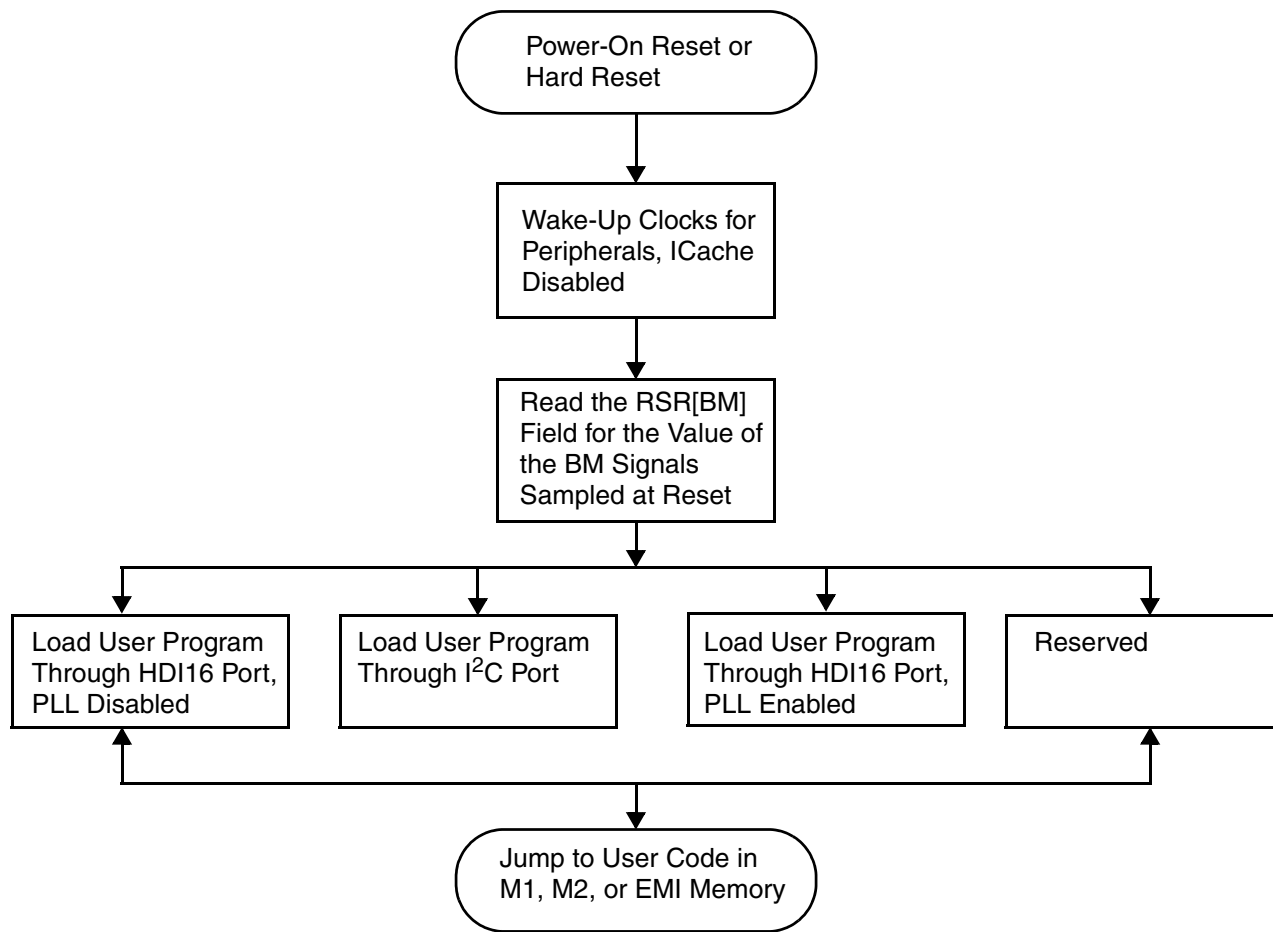 Power-On Reset or
Hard Reset
Wake-Up Clocks for
Peripherals, ICache
Disabled
Read the RSR[BM]
Field for the Value of
the BM Signals
Sampled at Reset
Load User Program
Through HDI16 Port,
PLL Disabled
Load User Program
Through I²C Port
Load User Program
Through HDI16 Port,
PLL Enabled
Reserved
Jump to User Code in
M1, M2, or EMI Memory